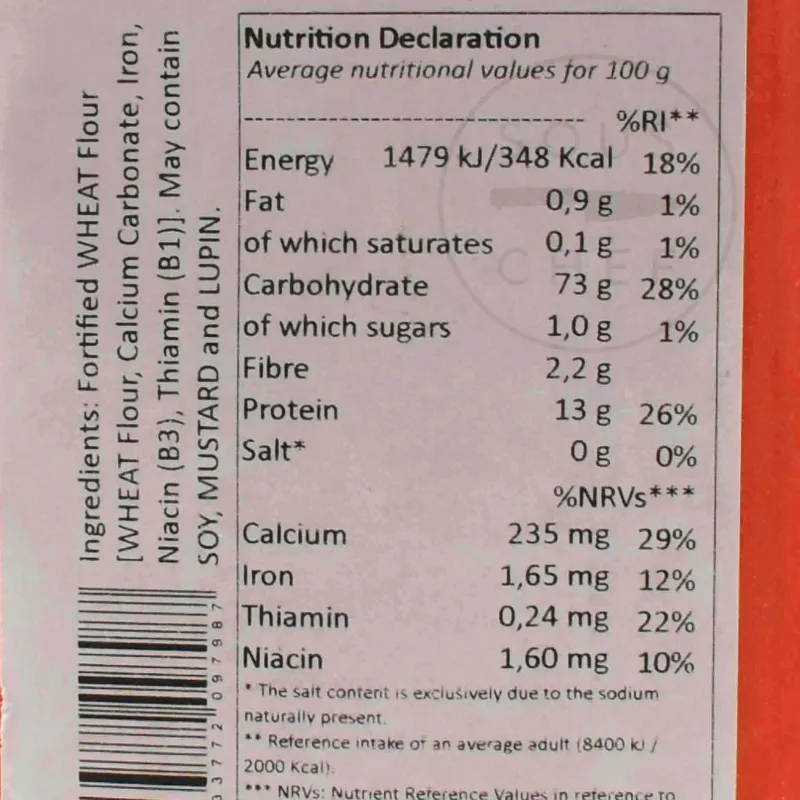 Ingredients: Fortified WHEAT Flour
[WHEAT Flour, Calcium Carbonate, Iron,
Niacin (B3), Thiamin (B1)]. May contain
SOY, MUSTARD and LUPIN.
Nutrition Declaration
Average nutritional values for 100 g
%RI**
Energy 1479 kJ/348 Kcal 18%
Fat 0,9 g 1%
of which saturates 0,1 g 1%
Carbohydrate 73 g 28%
of which sugars 1,0 g 1%
Fibre 2,2 g
Protein 13 g 26%
Salt* 0 g 0%
%NRVs***
Calcium 235 mg 29%
Iron 1,65 mg 12%
Thiamin 0,24 mg 22%
Niacin 1,60 mg 10%
* The salt content is exclusively due to the sodium
naturally present.
** Reference intake of an average adult (8400 kJ /
2000 Kcal).
*** NRVs: Nutrient Reference Values in reference to
33772 097987
SOUS
CHEF